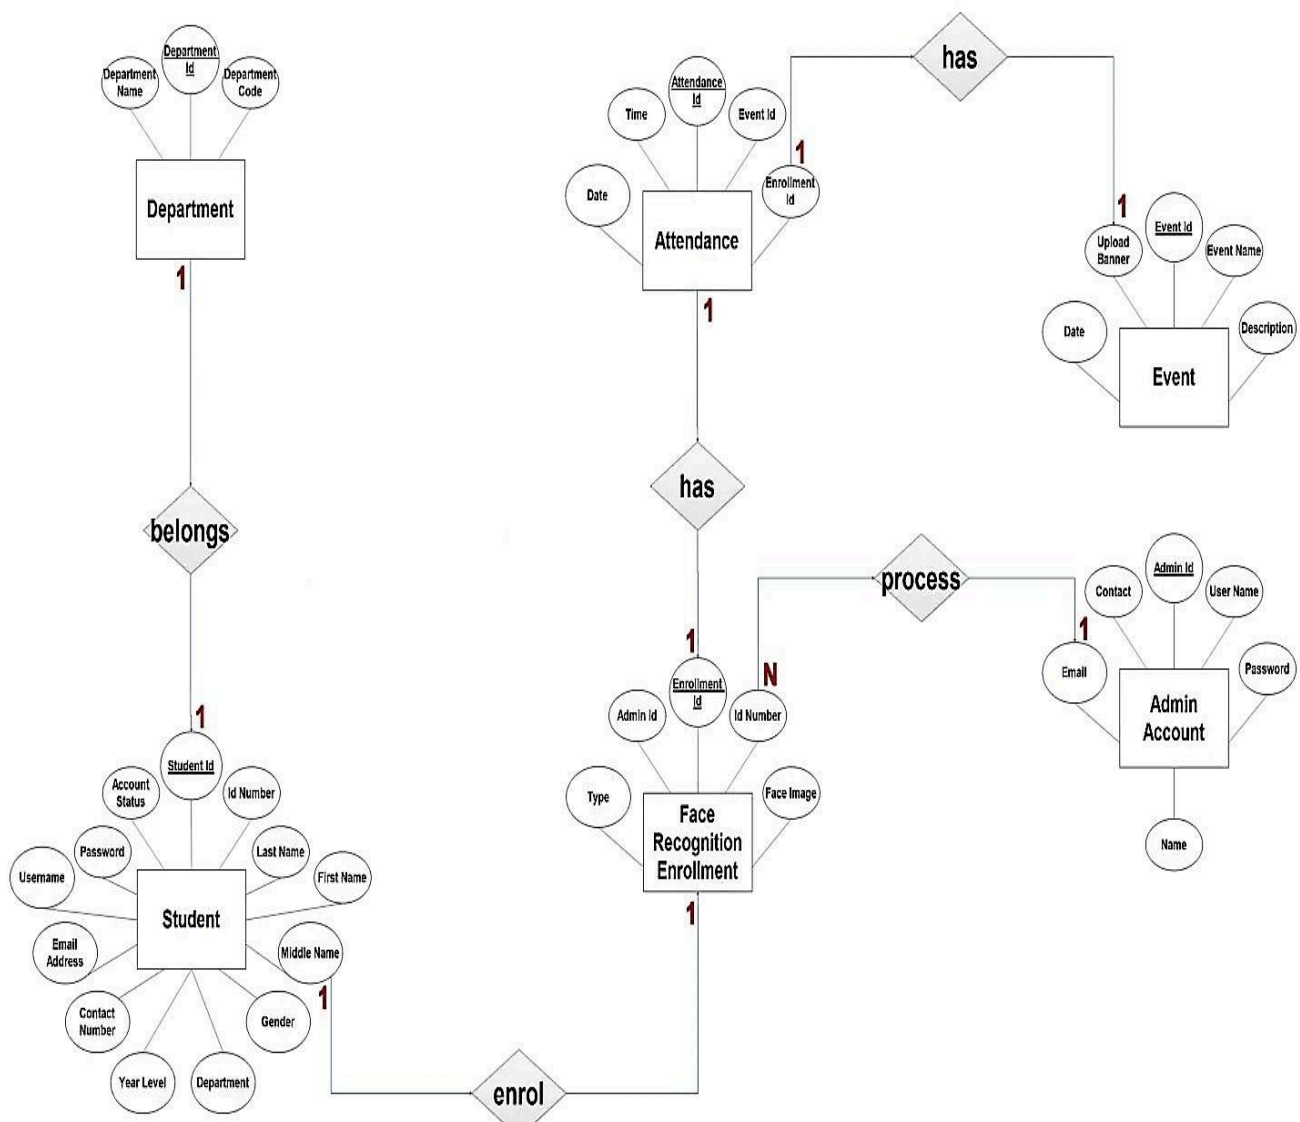 Department
Id
Department
Name
Department
Code
Department
1
belongs
1
Student Id
Account
Status
Id Number
Password
Last Name
Username
First Name
Student
Email
Address
Middle Name
1
Contact
Number
Gender
Year Level
Department
enrol
has
Attendance
Id
Time
Event Id
1
Date
Enrollment
Id
Attendance
1
1
Upload
Banner
Event Id
Event Name
Date
Description
Event
has
process
1
Enrollment
Id
N
Admin Id
Id Number
Type
Face Image
Face
Recognition
Enrollment
1
Admin Id
Contact
User Name
1
Email
Password
Admin
Account
Name